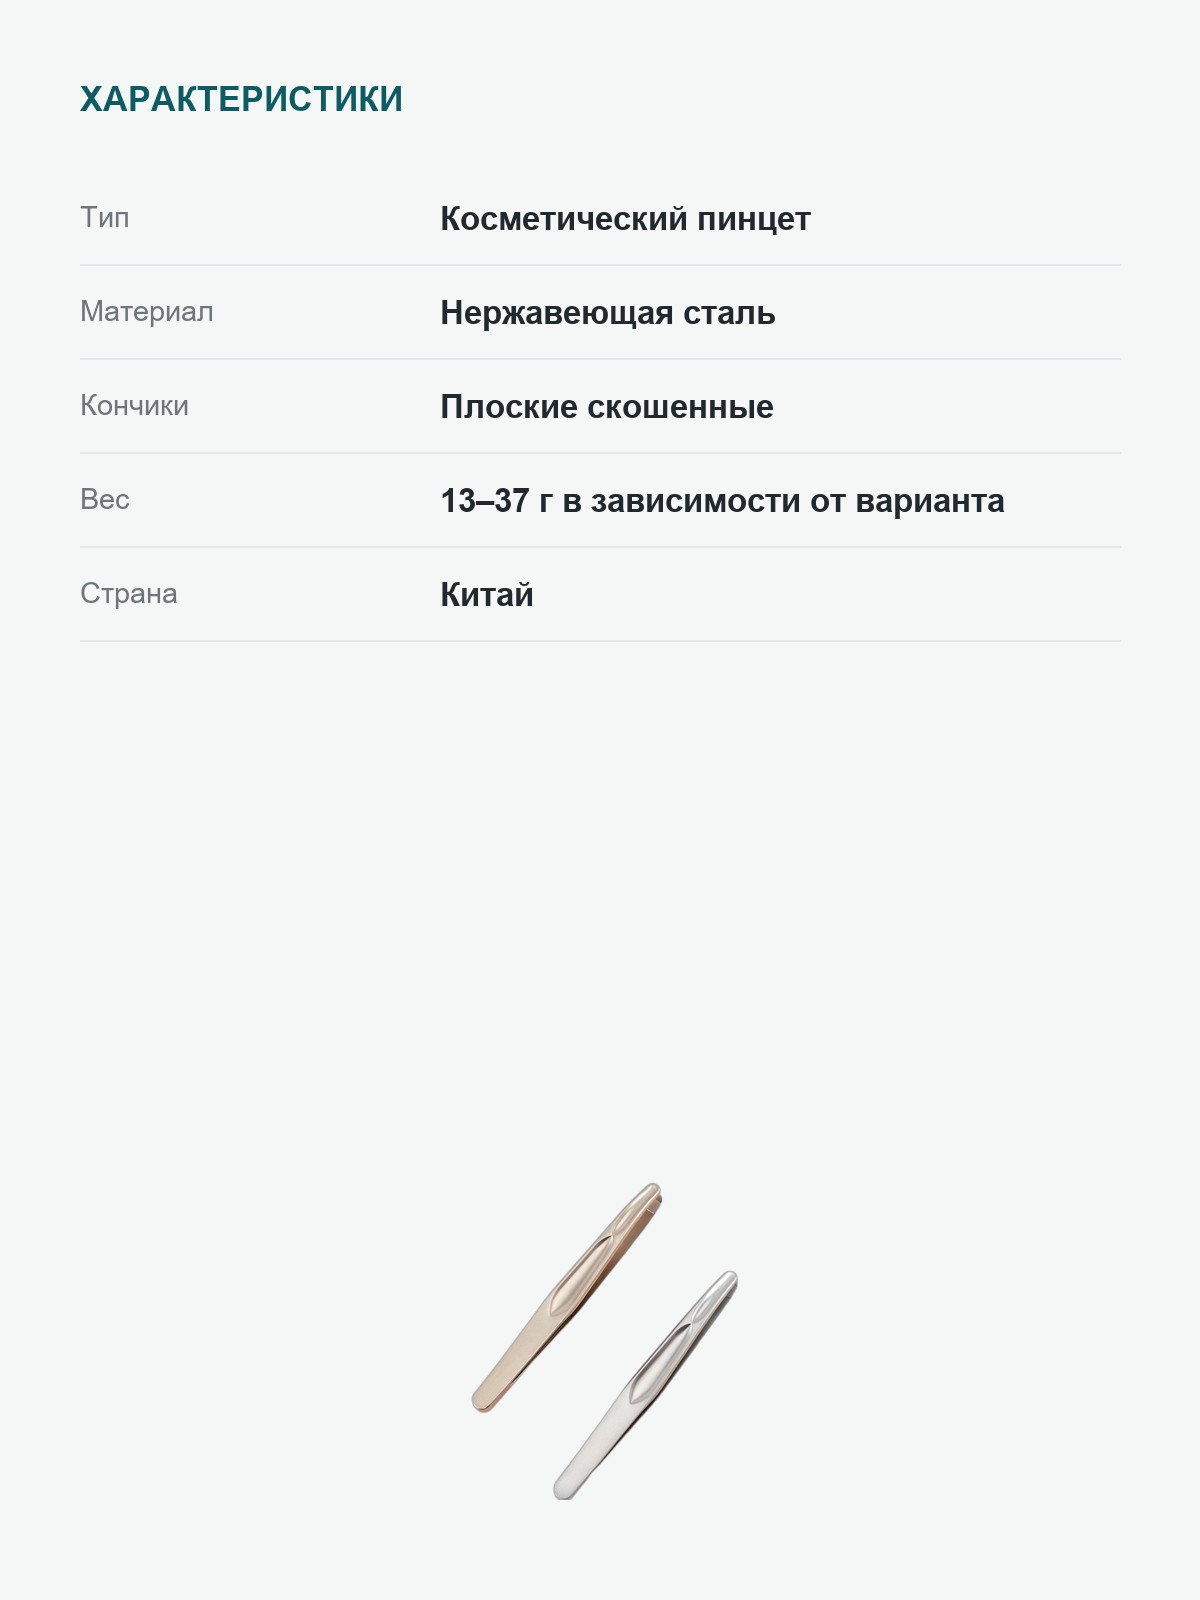 ХАРАКТЕРИСТИКИ
Тип Косметический пинцет
Материал Нержавеющая сталь
Кончики Плоские скошенные
Вес 13–37 г в зависимости от варианта
Страна Китай